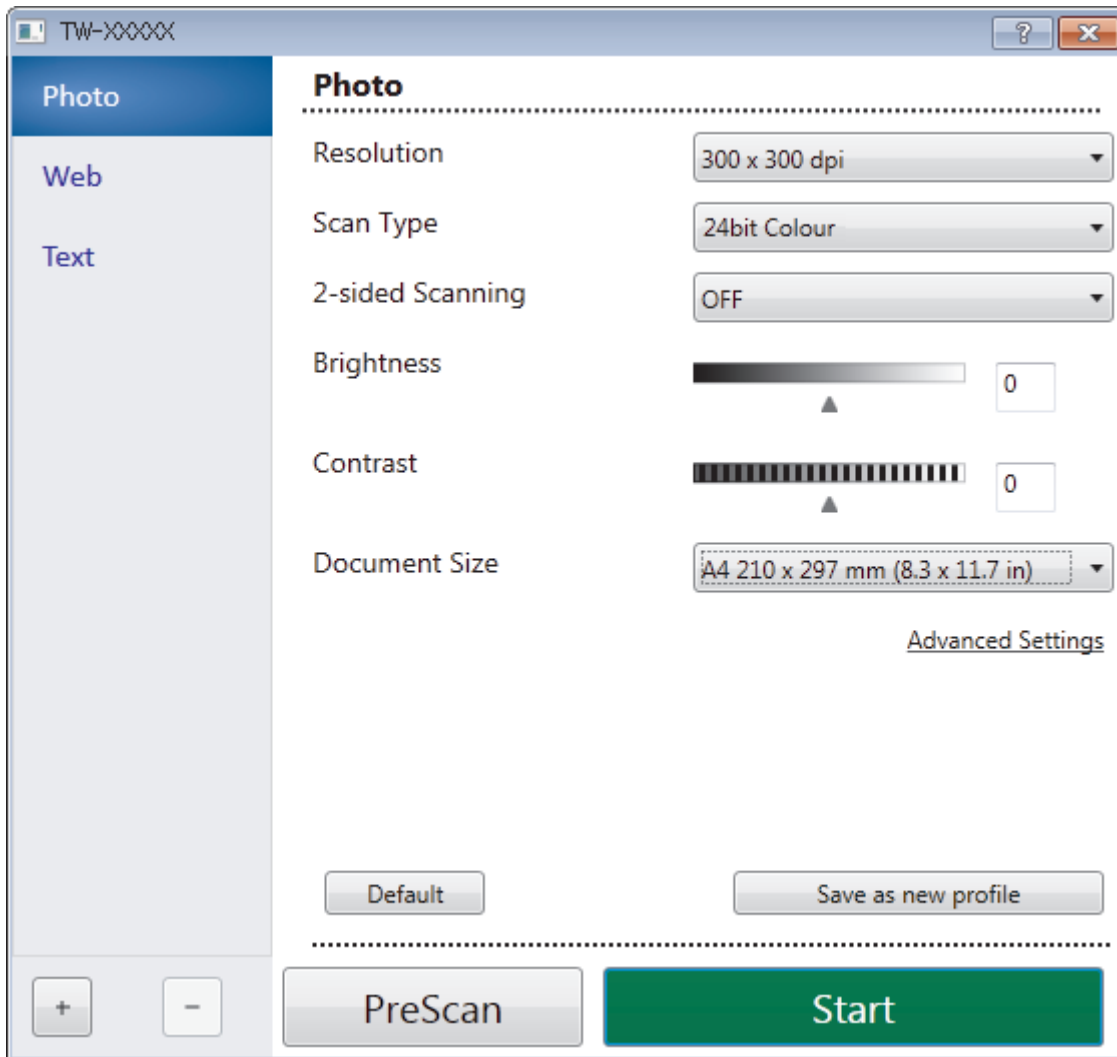 TW-XXXXX
?
Photo
Web
Text
Photo
Resolution
300 x 300 dpi
Scan Type
24bit Colour
2-sided Scanning
OFF
Brightness
0
Contrast
0
Document Size
A4 210 x 297 mm (8.3 x 11.7 in)
Advanced Settings
Default
Save as new profile
+
−
PreScan
Start